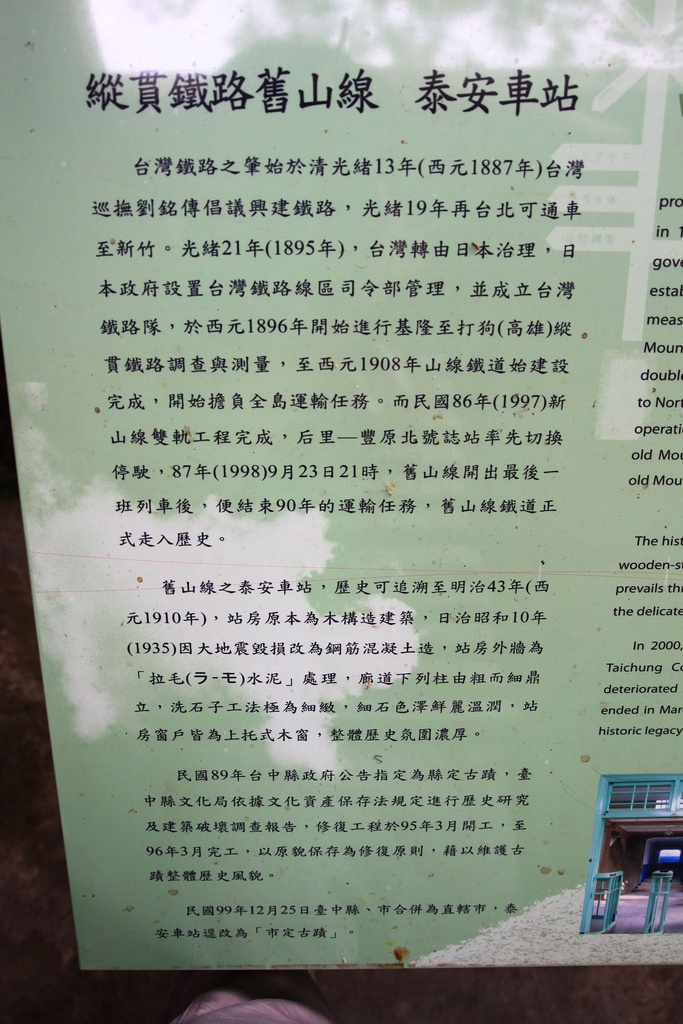 縱貫鐵路舊山線 泰安車站
台灣鐵路之肇始於清光緒13年(西元1887年)台灣
巡撫劉銘傳倡議興建鐵路，光緒19年再台北可通車
至新竹。光緒21年(1895年)，台灣轉由日本治理，日
本政府設置台灣鐵路線區司令部管理，並成立台灣
鐵路隊，於西元1896年開始進行基隆至打狗(高雄)縱
貫鐵路調查與測量，至西元1908年山線鐵道始建設
完成，開始擔負全島運輸任務。而民國86年(1997)新
山線雙軌工程完成，后里—豐原北號誌站率先切換
停駛，87年(1998)9月23日21時，舊山線開出最後一
班列車後，便結束90年的運輸任務，舊山線鐵道正
式走入歷史。
舊山線之泰安車站，歷史可追溯至明治43年(西
元1910年)，站房原本為木構造建築，日治昭和10年
(1935)因大地震毀損改為鋼筋混凝土造，站房外牆為
「拉毛(ラ-モ)水泥」處理，廊道下列柱由粗而細鼎
立，洗石子工法極為細緻，細石色澤鮮麗溫潤，站
房窗戶皆為上托式木窗，整體歷史氛圍濃厚。
民國89年台中縣政府公告指定為縣定古蹟，臺
中縣文化局依據文化資產保存法規定進行歷史研究
及建築破壞調查報告，修復工程於95年3月開工，至
96年3月完工，以原貌保存為修復原則，藉以維護古
蹟整體歷史風貌。
民國99年12月25日臺中縣、市合併為直轄市，泰
安車站逕改為「市定古蹟」。
pro
in 1
gove
estab
meas
Moun
double
to Nort
operati
old Mou
old Mou
The hist
wooden-s
prevails th
the delicate
In 2000,
Taichung Co
deteriorated
ended in Mar
historic legacy